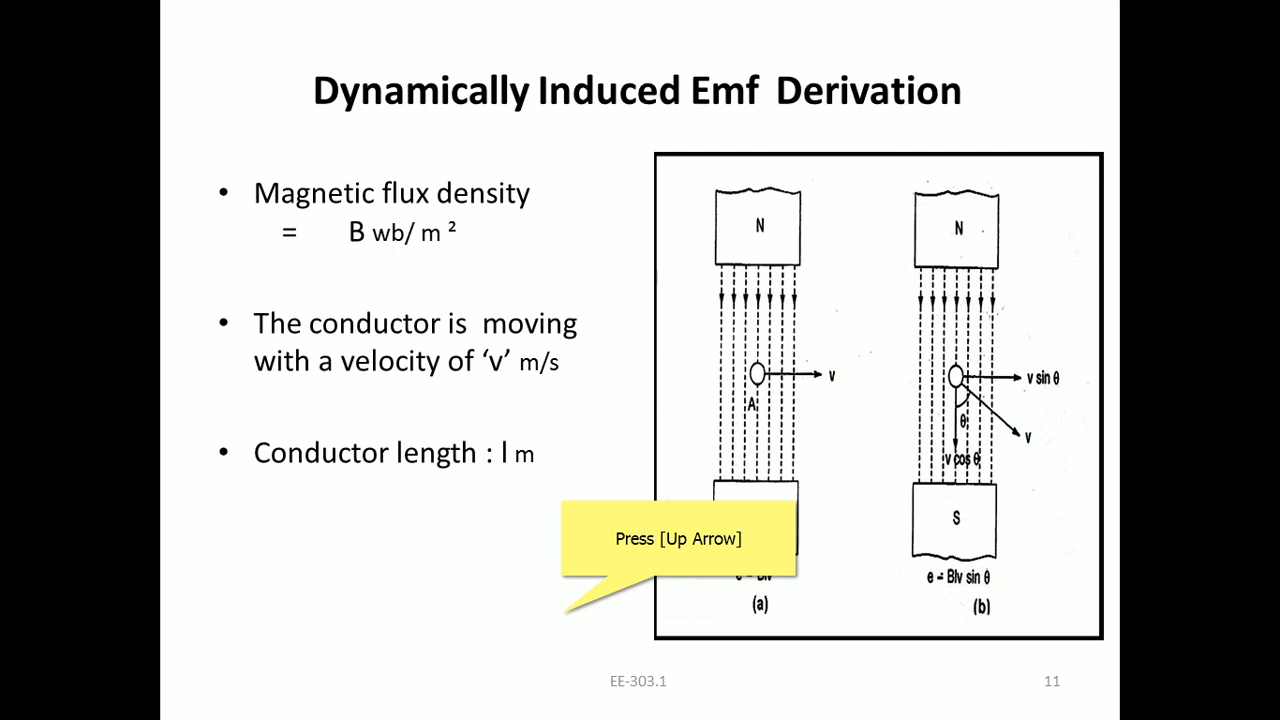 Dynamically Induced Emf Derivation
• Magnetic flux density
= B wb/ m ²
• The conductor is moving
with a velocity of ‘v’ m/s
• Conductor length : l m
N
N
v
A
v sin θ
θ
v
v cos θ
S
Press [Up Arrow]
e = Blv
e = Blv sin θ
(a)
(b)
EE-303.1
11